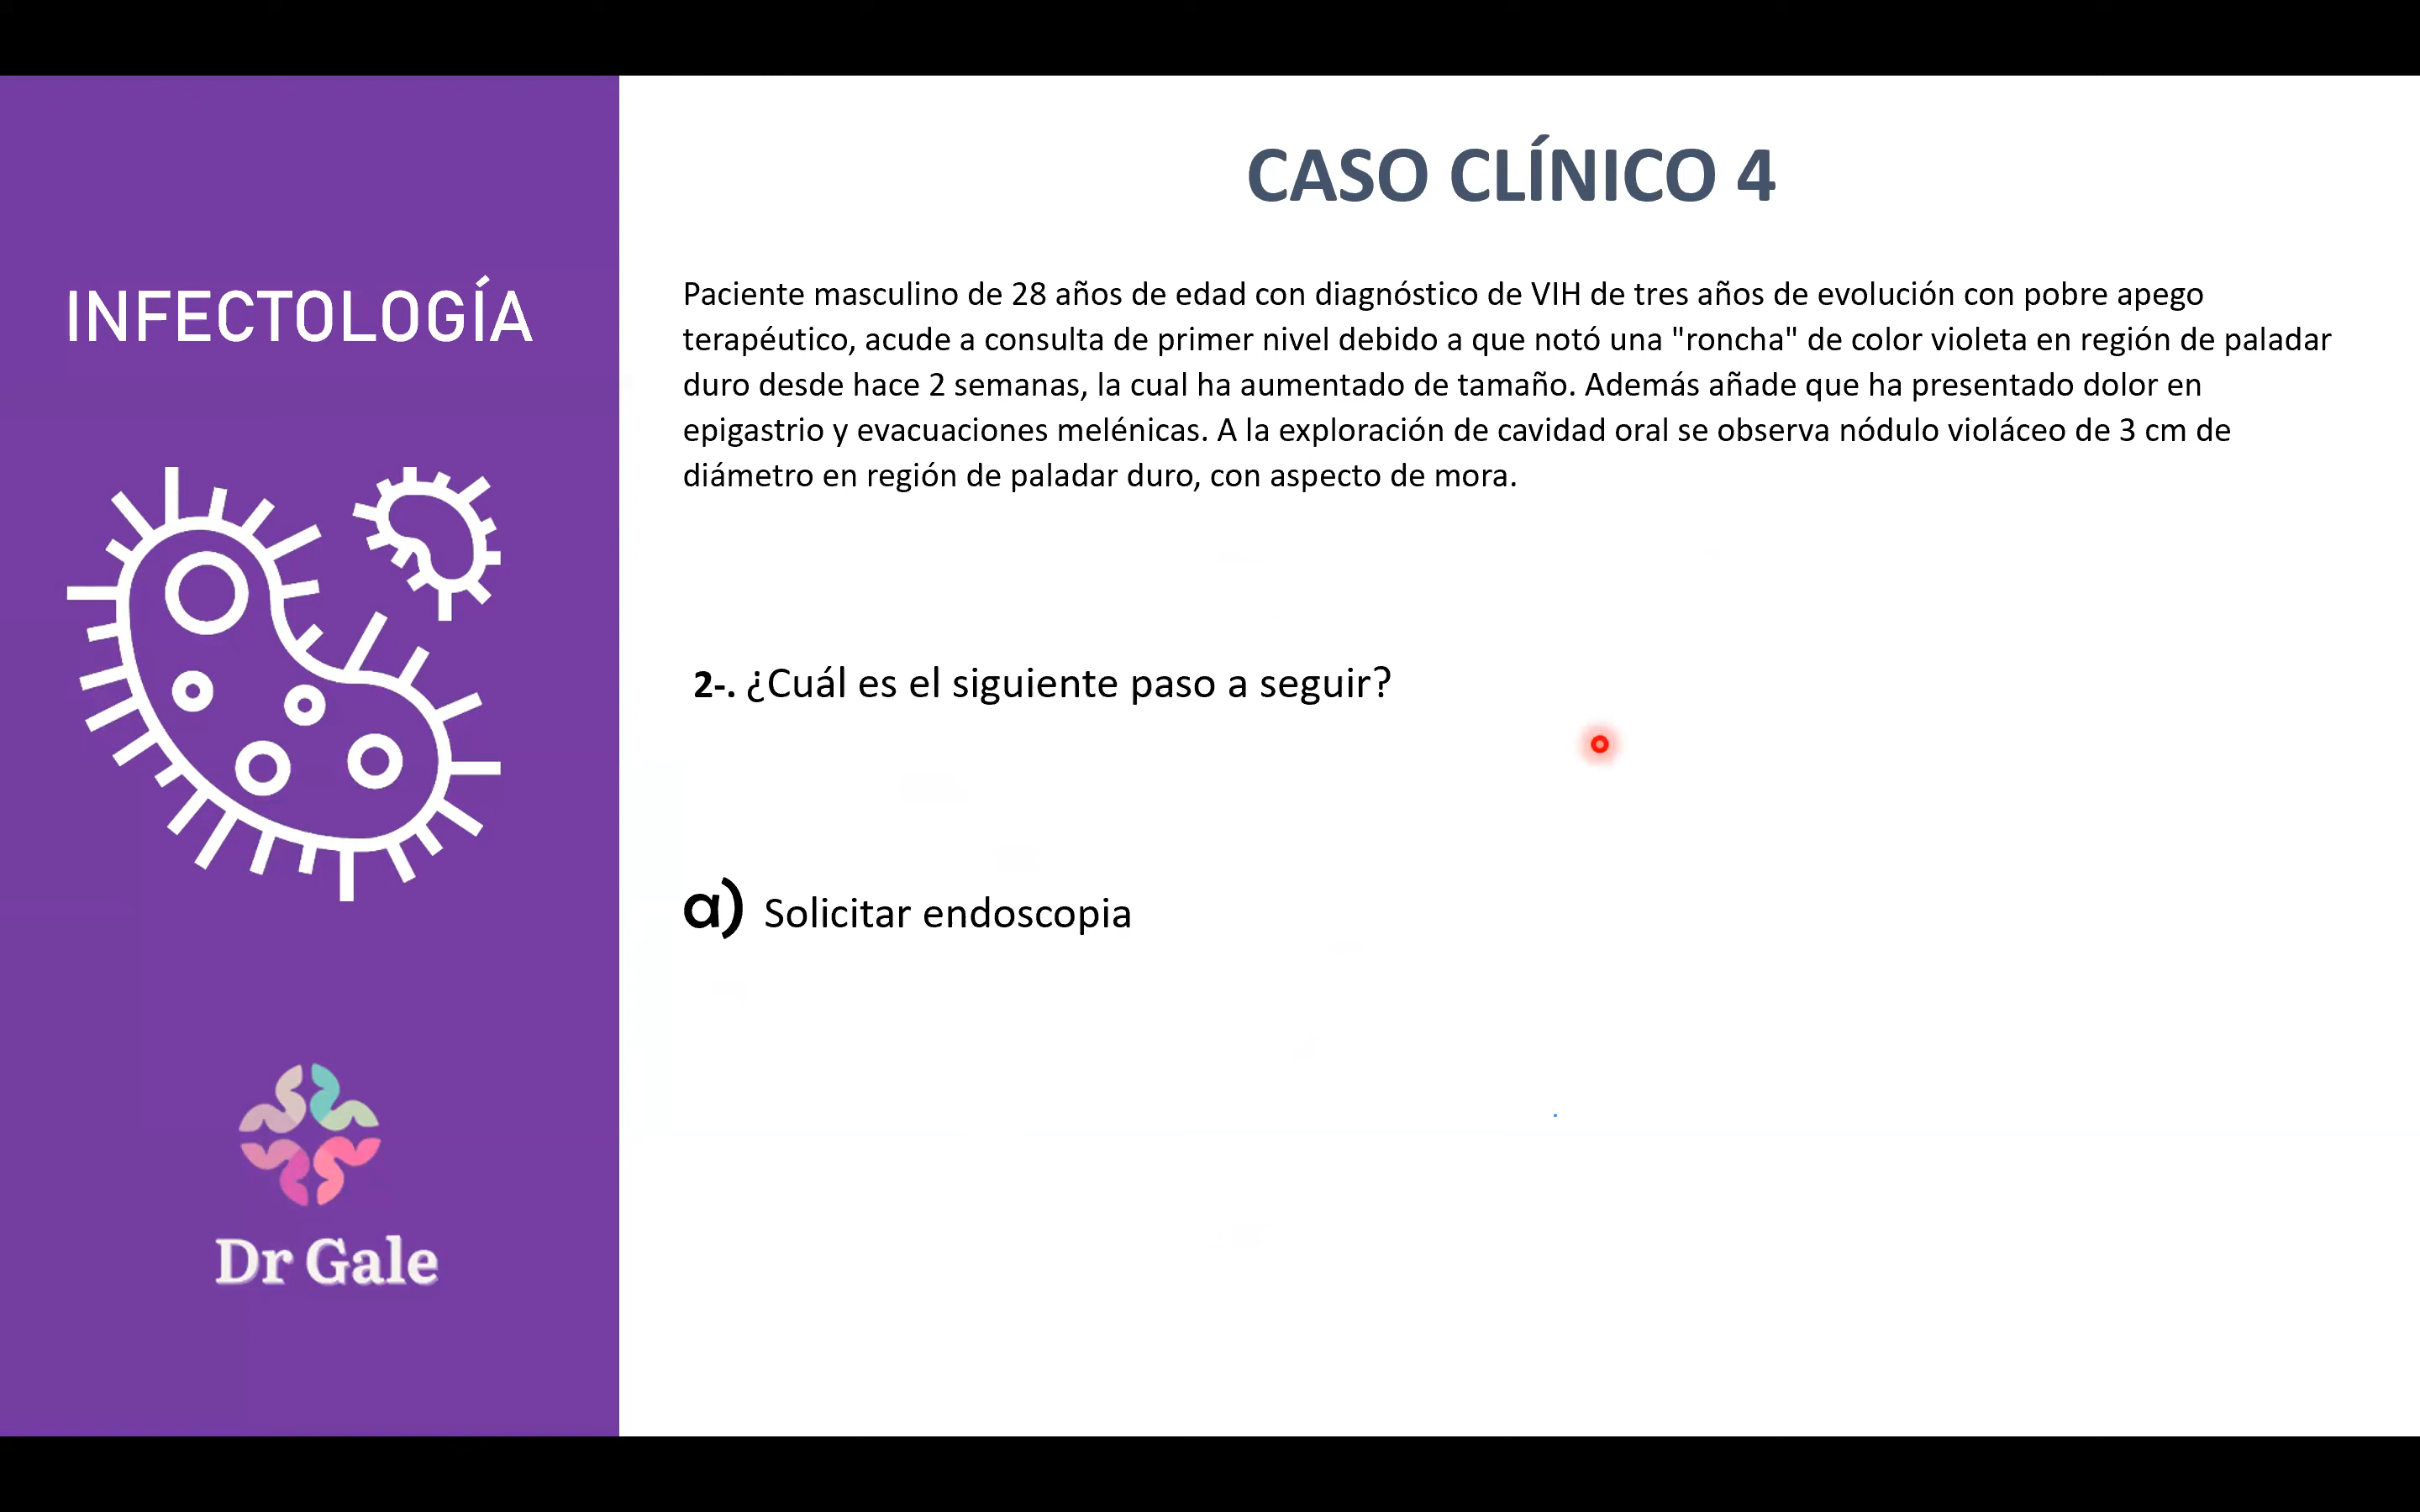 INFECTOLOGÍA
Dr Gale
CASO CLÍNICO 4
Paciente masculino de 28 años de edad con diagnóstico de VIH de tres años de evolución con pobre apego
terapéutico, acude a consulta de primer nivel debido a que notó una "roncha" de color violeta en región de paladar
duro desde hace 2 semanas, la cual ha aumentado de tamaño. Además añade que ha presentado dolor en
epigastrio y evacuaciones melénicas. A la exploración de cavidad oral se observa nódulo violáceo de 3 cm de
diámetro en región de paladar duro, con aspecto de mora.
2-. ¿Cuál es el siguiente paso a seguir?
a) Solicitar endoscopia